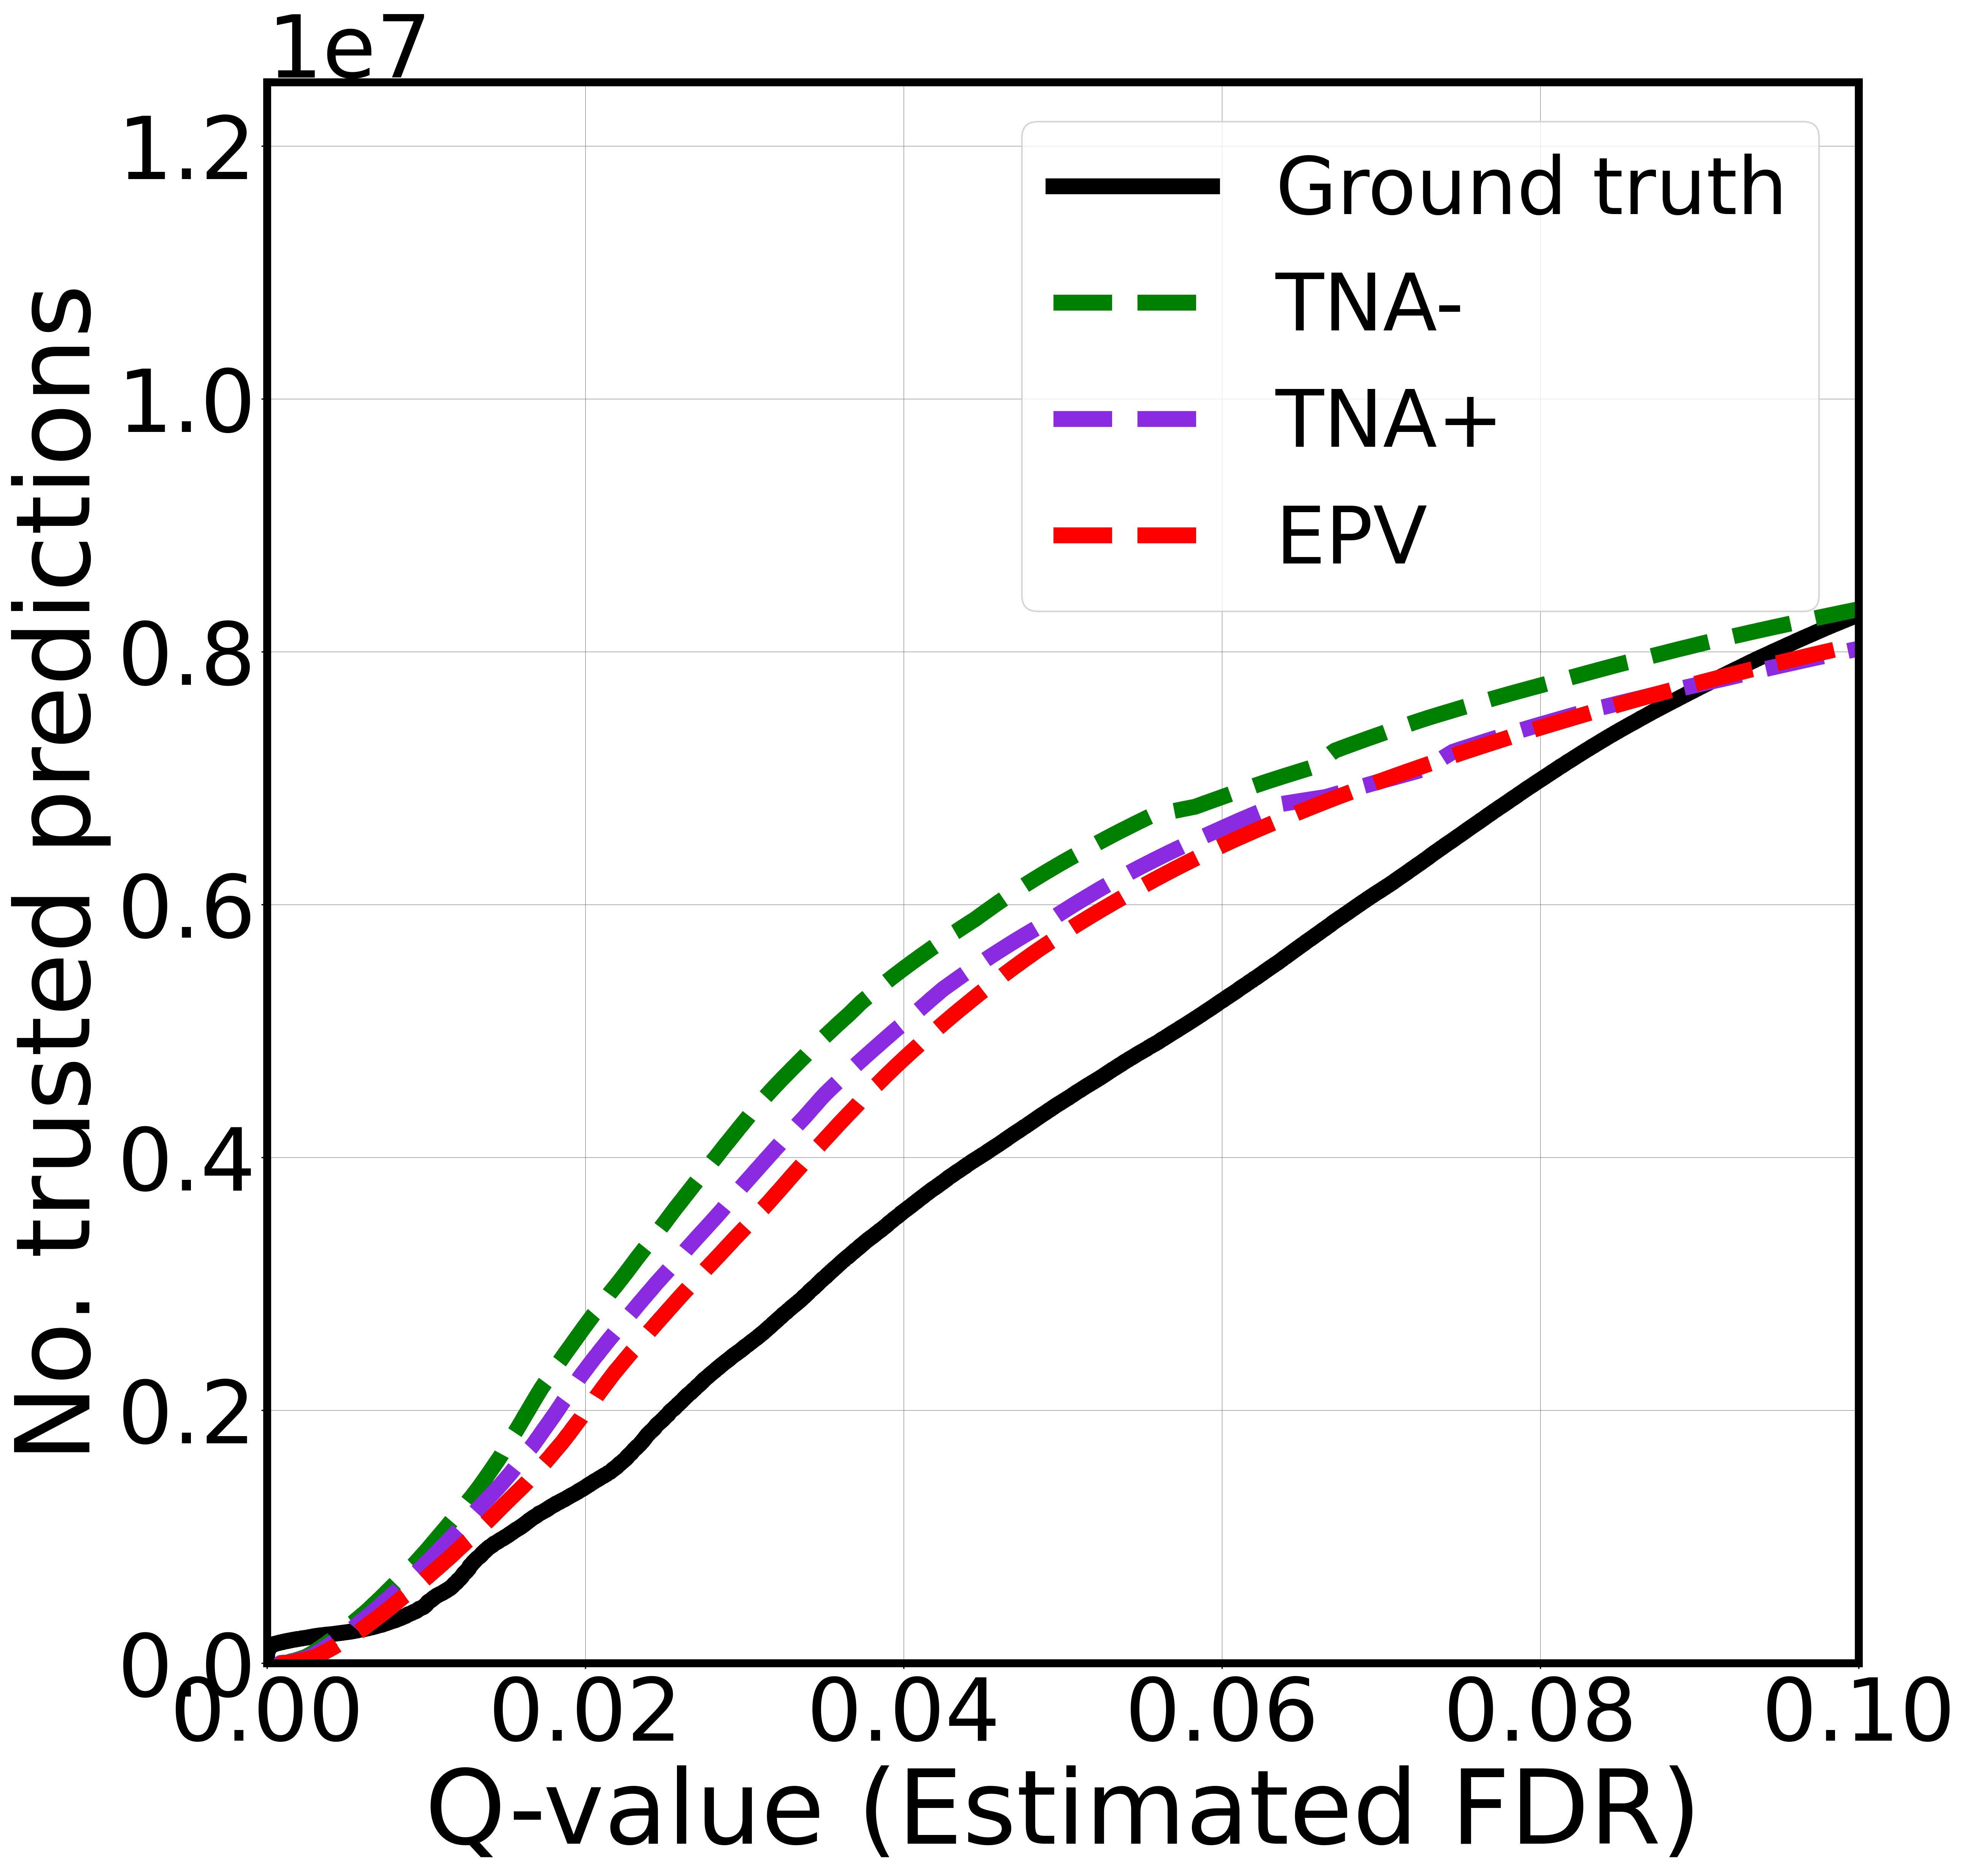 1e7
1.2
1.0
0.8
0.6
0.4
0.2
0.0
No. trusted predictions
Ground truth
TNA-
TNA+
EPV
0.00 0.02 0.04 0.06 0.08 0.10
Q-value (Estimated FDR)